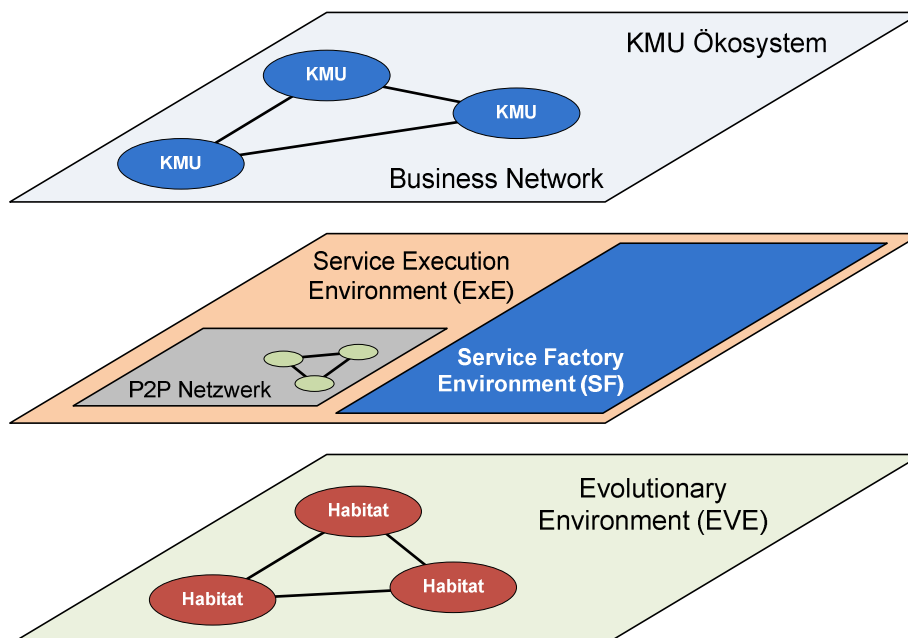 KMU Ökosystem
KMU
KMU
KMU
Business Network
Service Execution
Environment (ExE)
Service Factory
Environment (SF)
P2P Netzwerk
Evolutionary
Environment (EVE)
Habitat
Habitat
Habitat